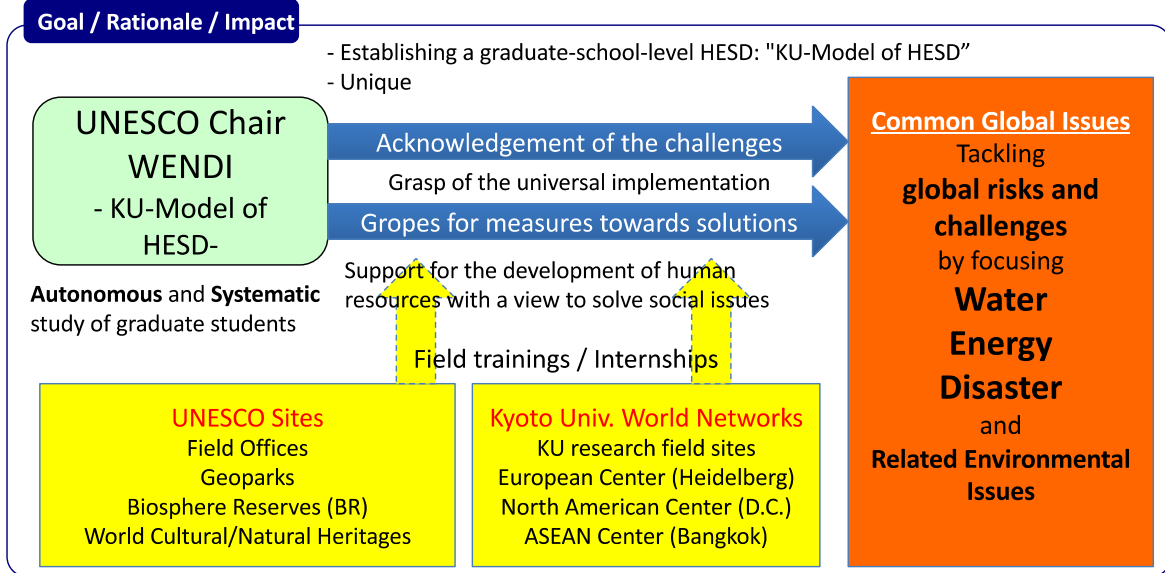 Goal / Rationale / Impact
- Establishing a graduate-school-level HESD: "KU-Model of HESD”
- Unique
UNESCO Chair
WENDI
- KU-Model of
HESD-
Acknowledgement of the challenges
Grasp of the universal implementation
Gropes for measures towards solutions
Autonomous and Systematic
study of graduate students
Support for the development of human
resources with a view to solve social issues
Field trainings / Internships
UNESCO Sites
Field Offices
Geoparks
Biosphere Reserves (BR)
World Cultural/Natural Heritages
Kyoto Univ. World Networks
KU research field sites
European Center (Heidelberg)
North American Center (D.C.)
ASEAN Center (Bangkok)
Common Global Issues
Tackling
global risks and
challenges
by focusing
Water
Energy
Disaster
and
Related Environmental
Issues